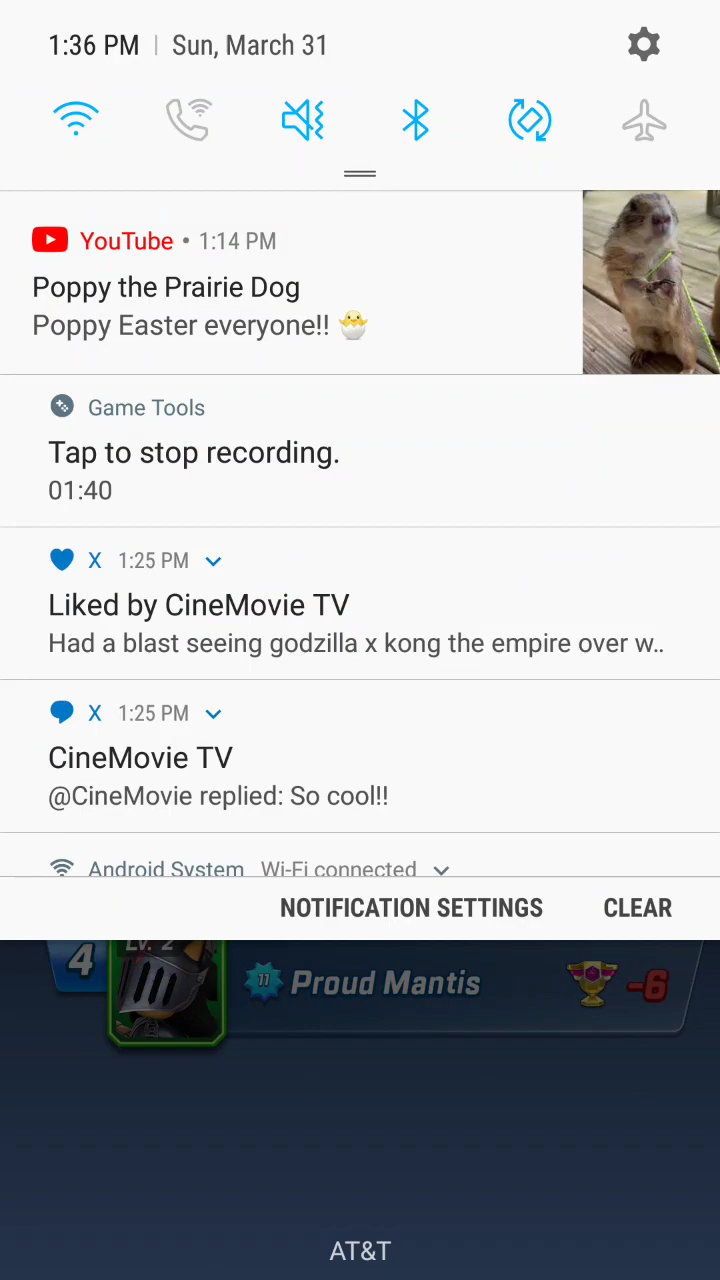 1:36 PM | Sun, March 31
YouTube • 1:14 PM
Poppy the Prairie Dog
Poppy Easter everyone!! 🐣
Game Tools
Tap to stop recording.
01:40
X 1:25 PM
Liked by CineMovie TV
Had a blast seeing godzilla x kong the empire over w..
X 1:25 PM
CineMovie TV
@CineMovie replied: So cool!!
Android System Wi-Fi connected
NOTIFICATION SETTINGS CLEAR
LV. 2
4 11 Proud Mantis -6
AT&T